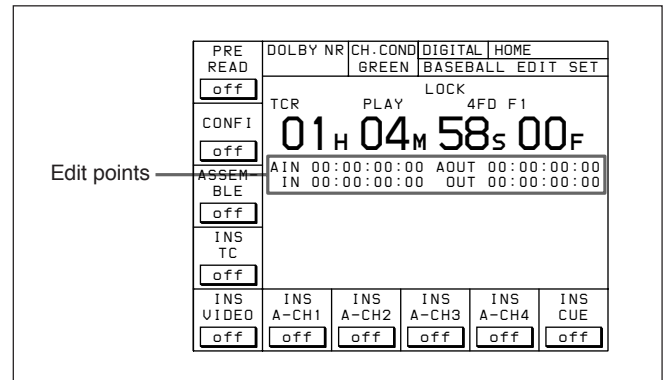 PRE READ
off
DOLBY NR CH.COND DIGITAL HOME
GREEN BASEBALL EDIT SET
LOCK
TCR PLAY 4FD F1
01H 04M 58S 00F
CONFI
off
Edit points
AIN 00:00:00:00 AOUT 00:00:00:00
IN 00:00:00:00 OUT 00:00:00:00
ASSEM-
BLE
off
INS
TC
off
INS INS INS INS INS INS
VIDEO A-CH1 A-CH2 A-CH3 A-CH4 CUE
off off off off off off